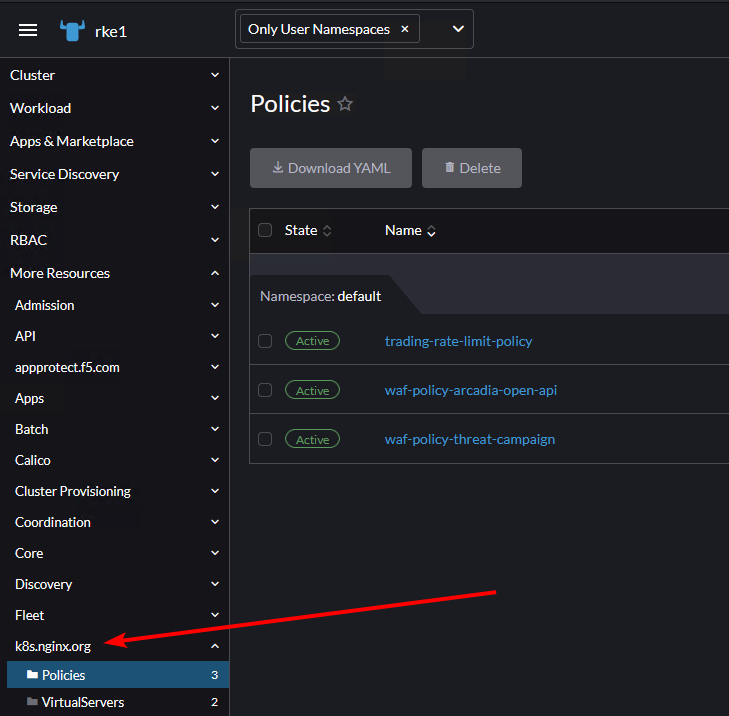 rke1
Only User Namespaces ×
Cluster
Workload
Apps & Marketplace
Service Discovery
Storage
RBAC
More Resources
Admission
API
appprotect.f5.com
Apps
Batch
Calico
Cluster Provisioning
Coordination
Core
Discovery
Fleet
k8s.nginx.org
Policies 3
VirtualServers 2
Policies
Download YAML Delete
State Name
Namespace: default
Active trading-rate-limit-policy
Active waf-policy-arcadia-open-api
Active waf-policy-threat-campaign